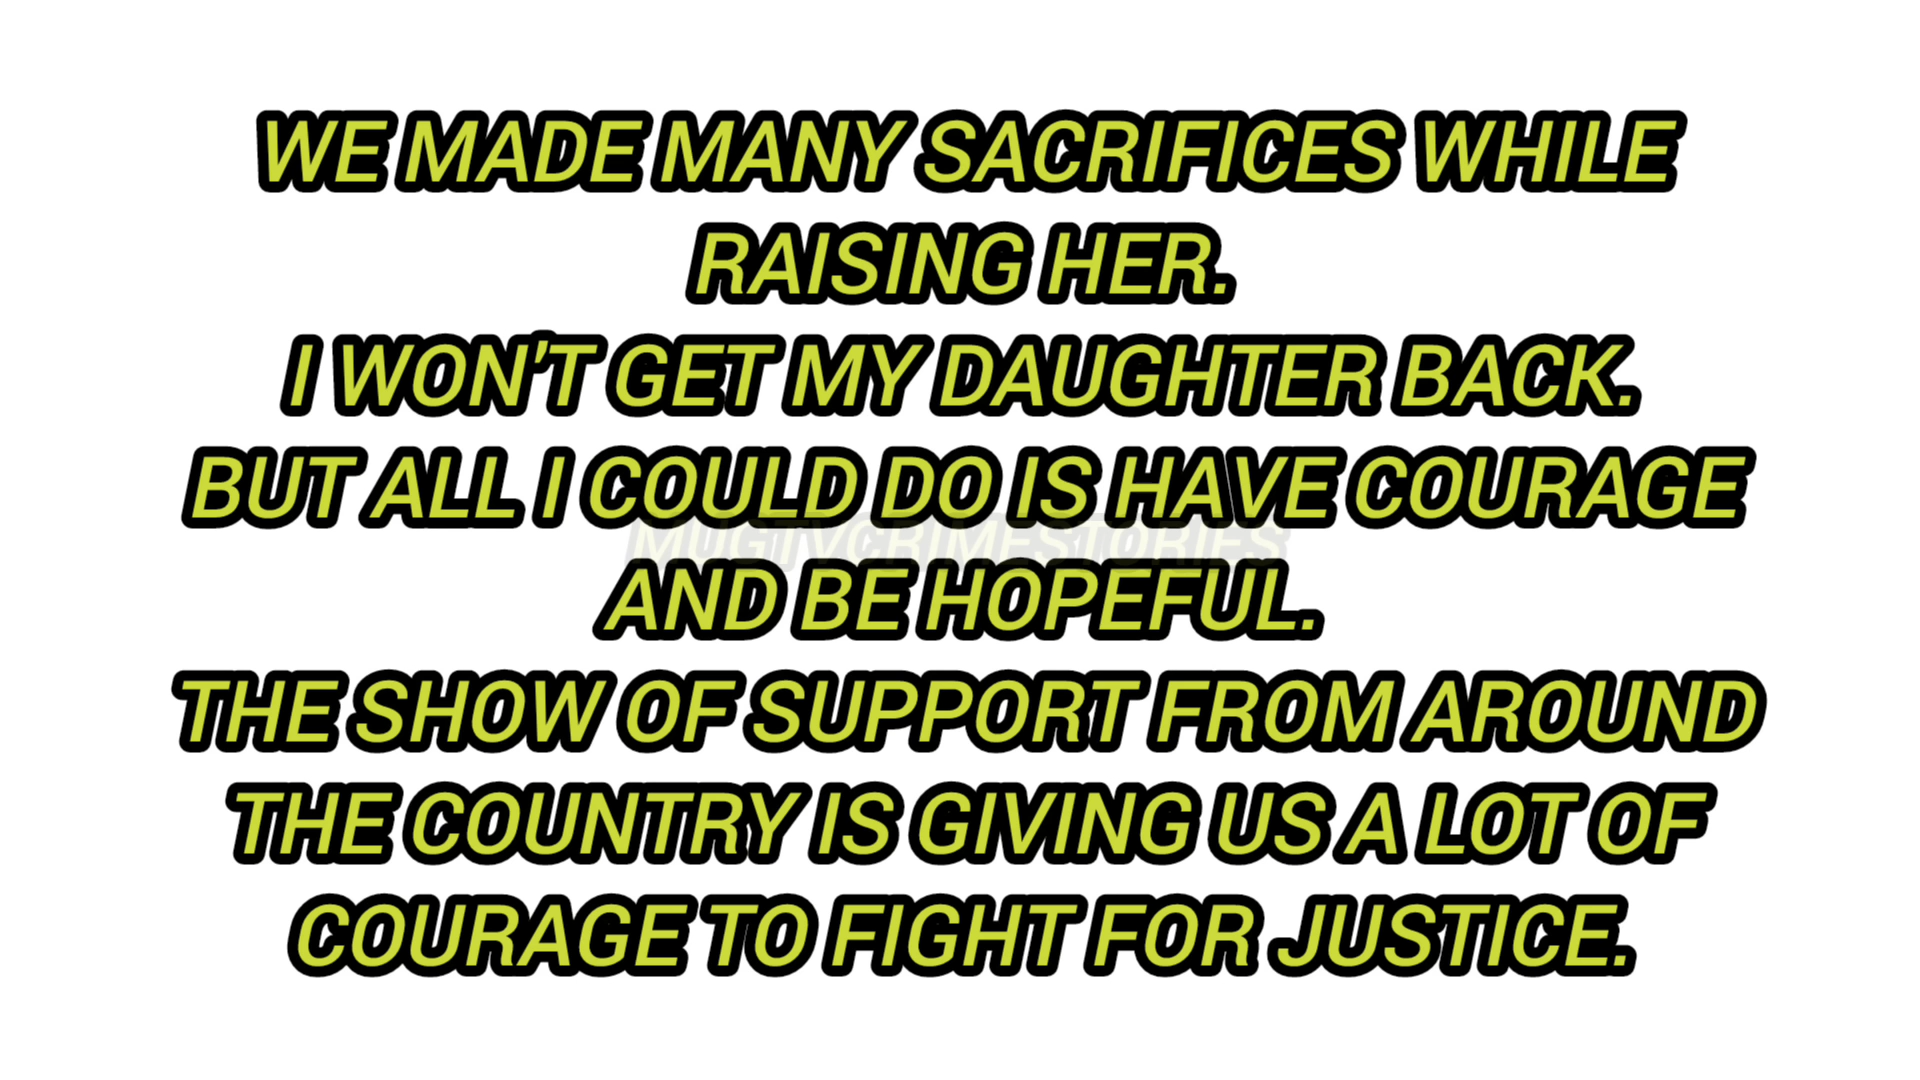 WE MADE MANY SACRIFICES WHILE
RAISING HER.
I WON'T GET MY DAUGHTER BACK.
BUT ALL I COULD DO IS HAVE COURAGE
MUGTVCRIMESTORIES
AND BE HOPEFUL.
THE SHOW OF SUPPORT FROM AROUND
THE COUNTRY IS GIVING US A LOT OF
COURAGE TO FIGHT FOR JUSTICE.